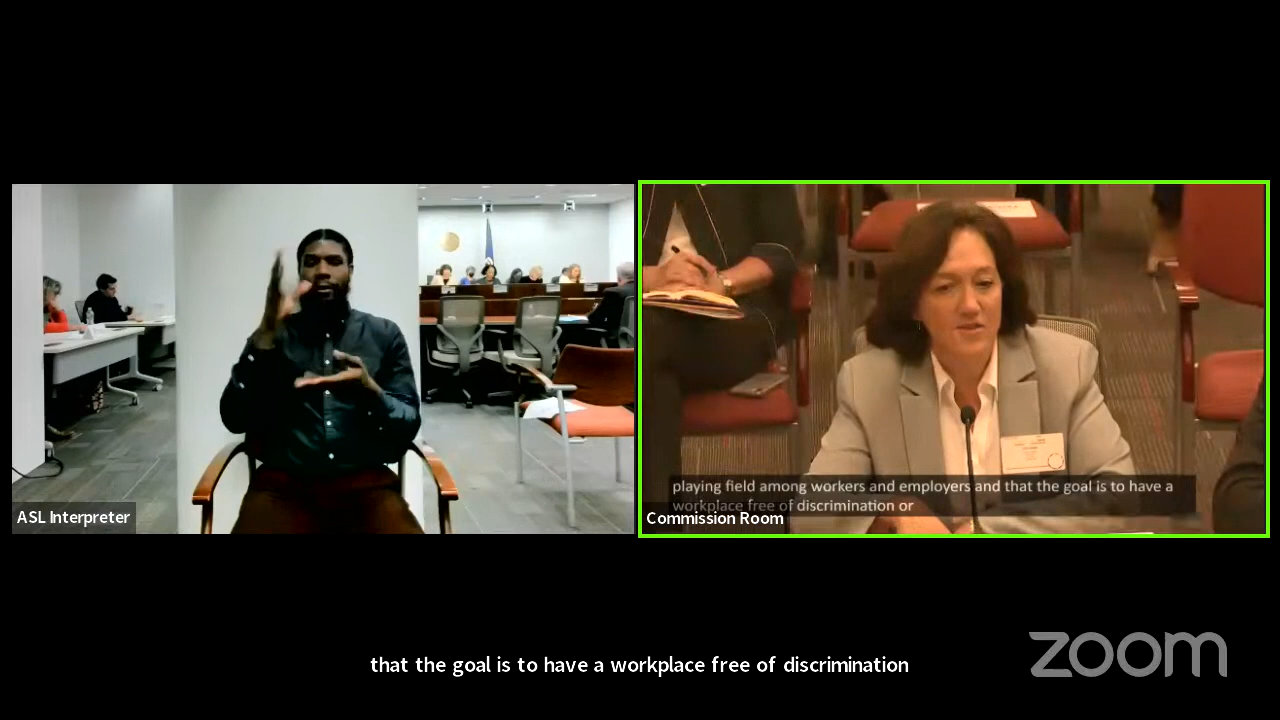 playing field among workers and employers and that the goal is to have a
workplace free of discrimination or
ASL Interpreter
Commission Room
that the goal is to have a workplace free of discrimination
zoom